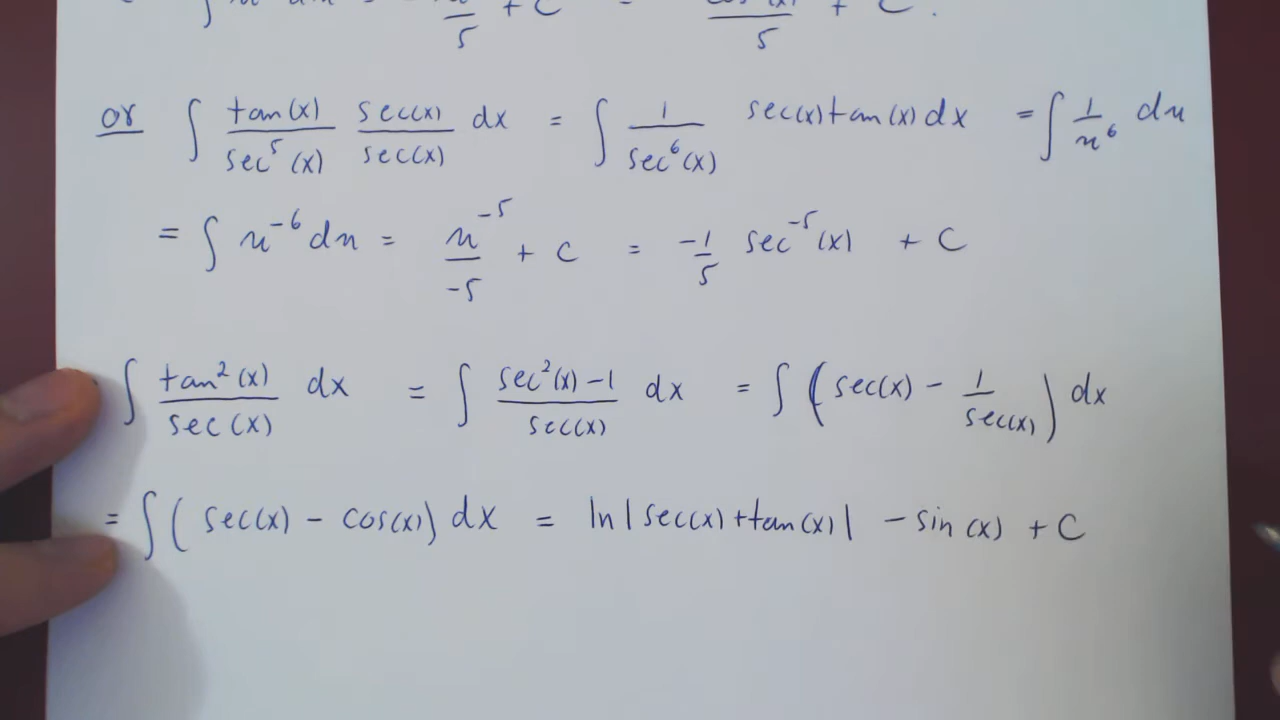 /5 + C = /5 + C.
or ∫ tan(x)/sec⁵(x) sec(x)/sec(x) dx = ∫ 1/sec⁶(x) sec(x)tan(x)dx = ∫ 1/u⁶ du
= ∫ u⁻⁶ du = u⁻⁵/-5 + C = -1/5 sec⁻⁵(x) + C
∫ tan²(x)/sec(x) dx = ∫ sec²(x)-1/sec(x) dx = ∫ (sec(x) - 1/sec(x)) dx
= ∫ (sec(x) - cos(x)) dx = ln|sec(x)+tan(x)| - sin(x) + C